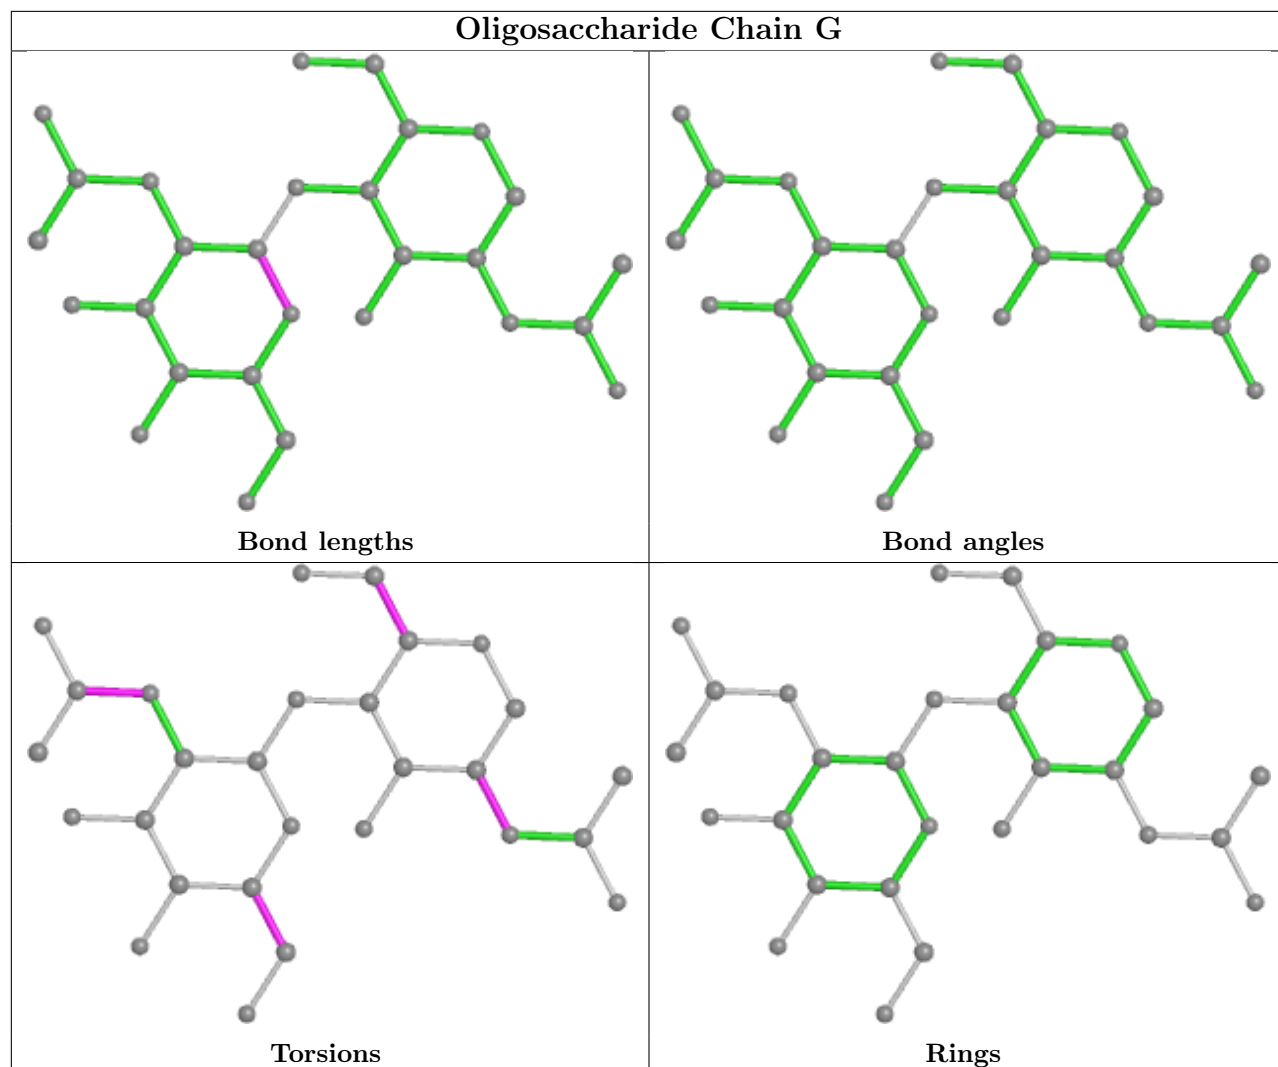 Oligosaccharide Chain G
Bond lengths
Bond angles
Torsions
Rings